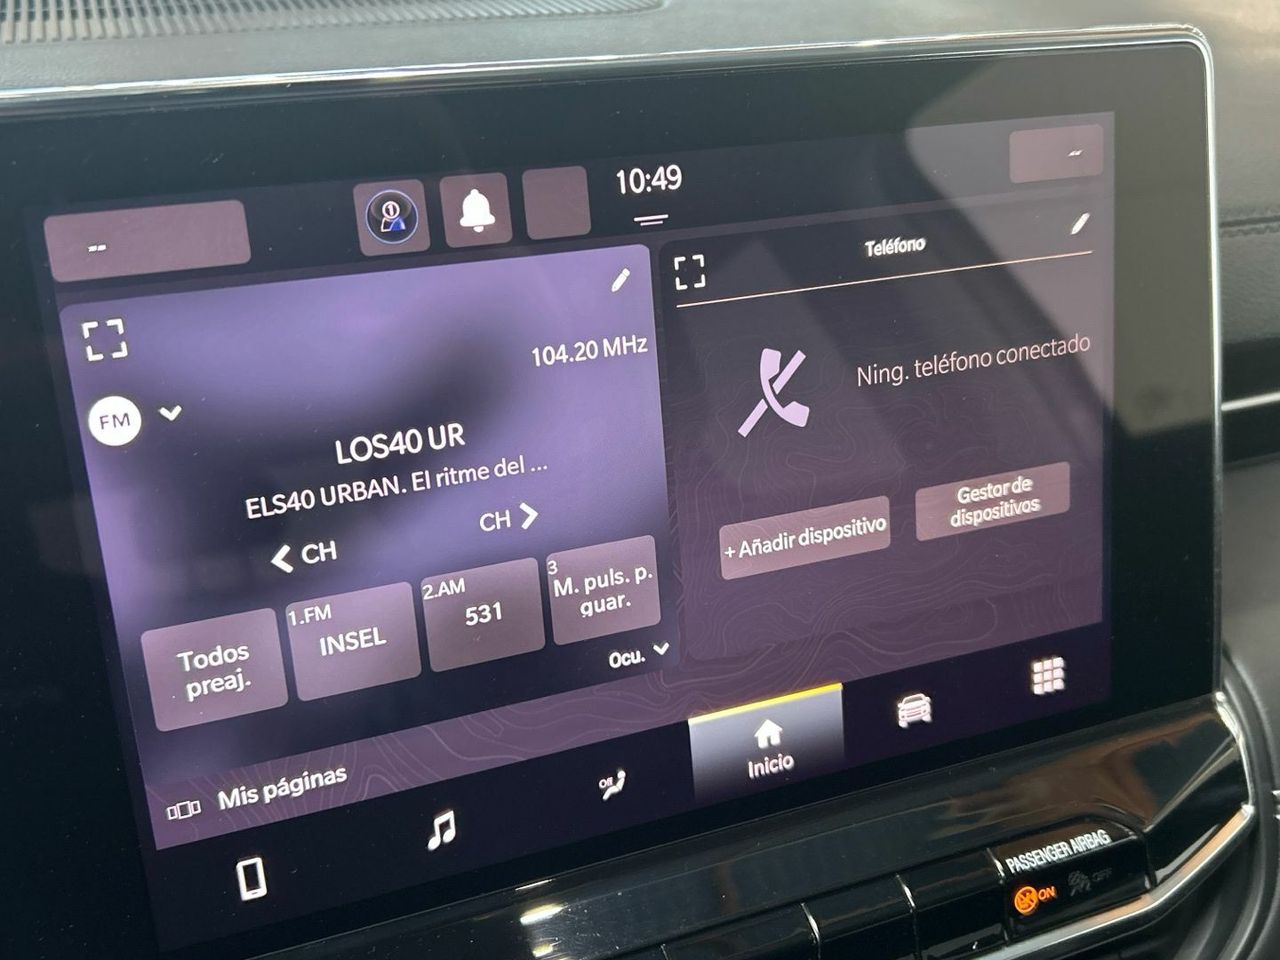 10:49
--
--
1
104.20 MHz
FM
LOS40 UR
ELS40 URBAN. El ritme del ...
CH
CH
Todos
preaj.
1.FM
INSEL
2.AM
531
3
M. puls. p.
guar.
Ocu.
Teléfono
Ning. teléfono conectado
+ Añadir dispositivo
Gestor de
dispositivos
Mis páginas
OFF
Inicio
PASSENGER AIRBAG
ON
OFF